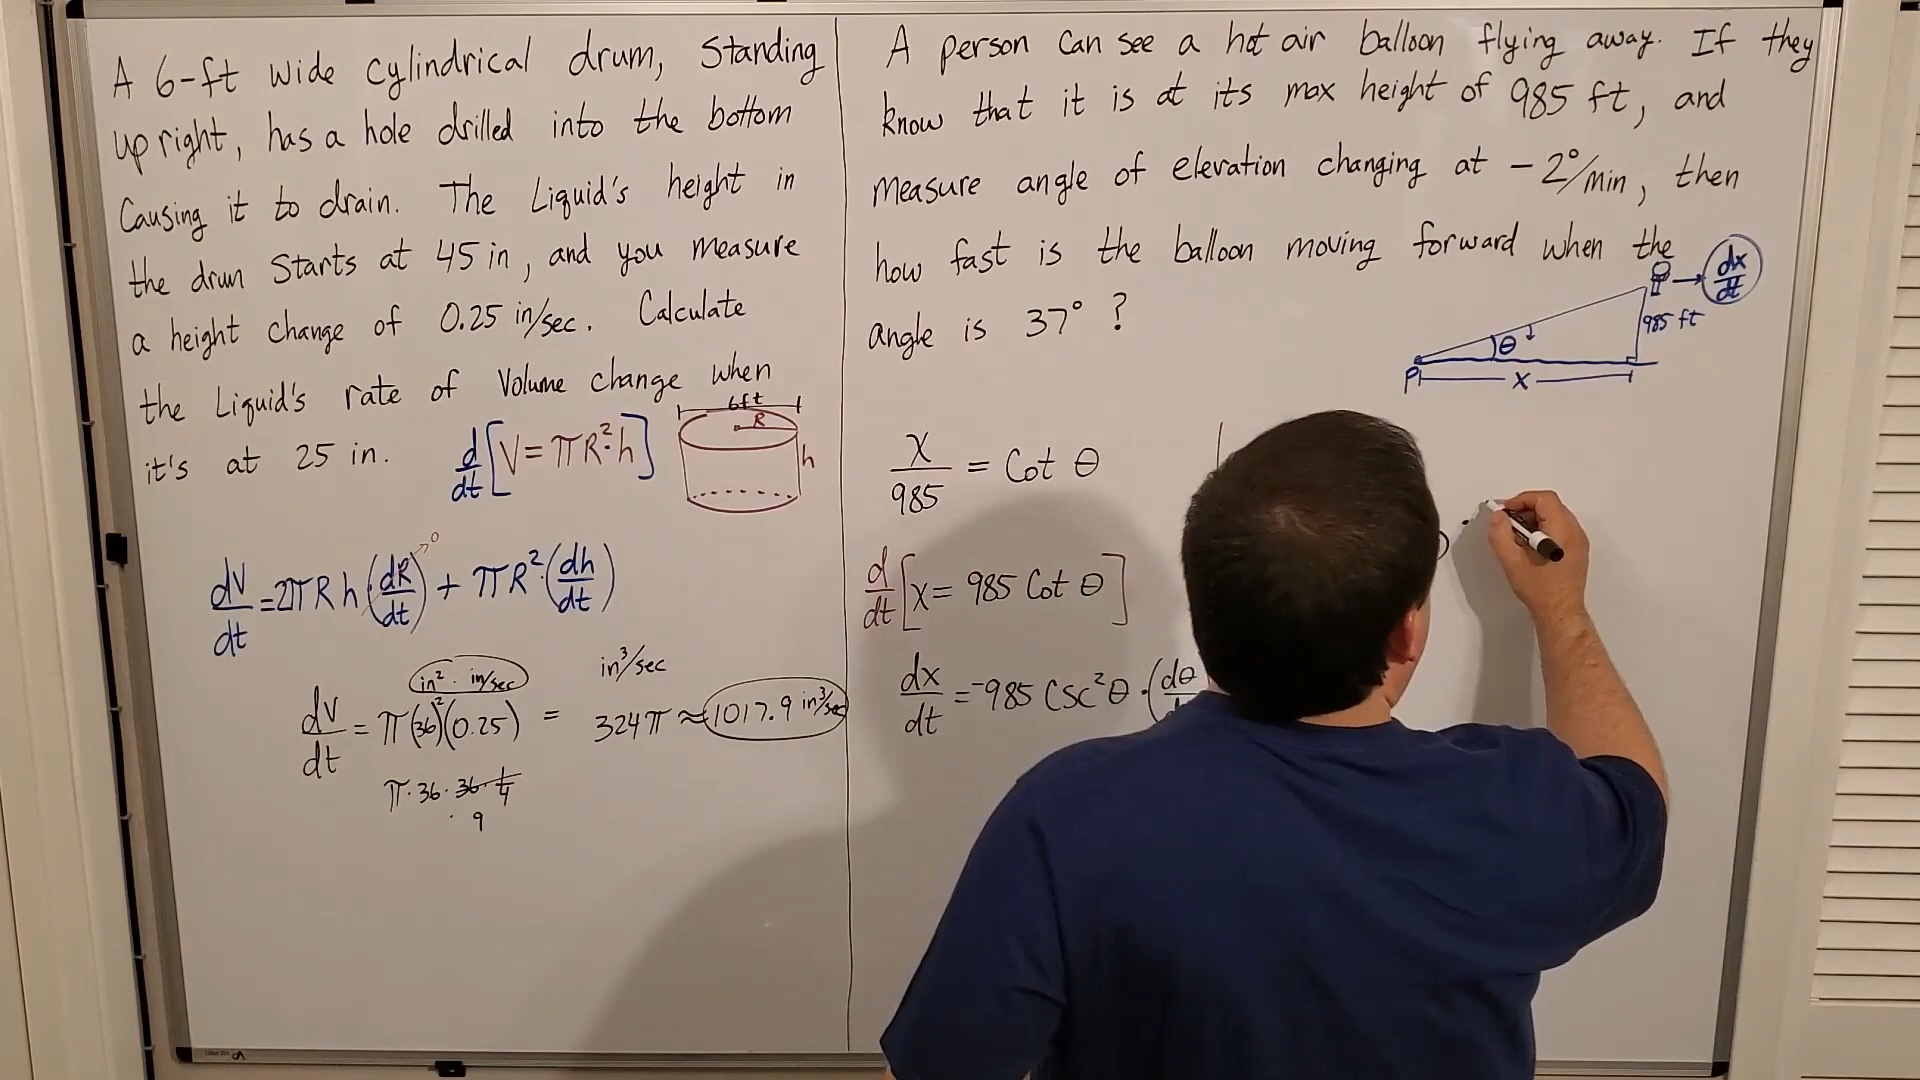 A 6-ft wide cylindrical drum, Standing
upright, has a hole drilled into the bottom
Causing it to drain. The Liquid's height in
the drum Starts at 45 in, and you measure
a height change of 0.25 in/sec. Calculate
the Liquid's rate of Volume change when
it's at 25 in.
d/dt [V = πR²·h]
6ft
R
h
dV/dt = 2πRh(dR/dt) → 0 + πR²·(dh/dt)
in² · in/sec
in³/sec
dV/dt = π(36)²(0.25) = 324π ≈ 1017.9 in³/sec
π·36·36·1/4
· 9
A person Can see a hot air balloon flying away. If they
know that it is at its max height of 985 ft, and
measure angle of elevation changing at -2°/min, then
how fast is the balloon moving forward when the
angle is 37° ?
dx/dt
985 ft
θ
P
x
x/985 = Cot θ
d/dt [x = 985 Cot θ]
dx/dt = -985 Csc²θ · (dθ